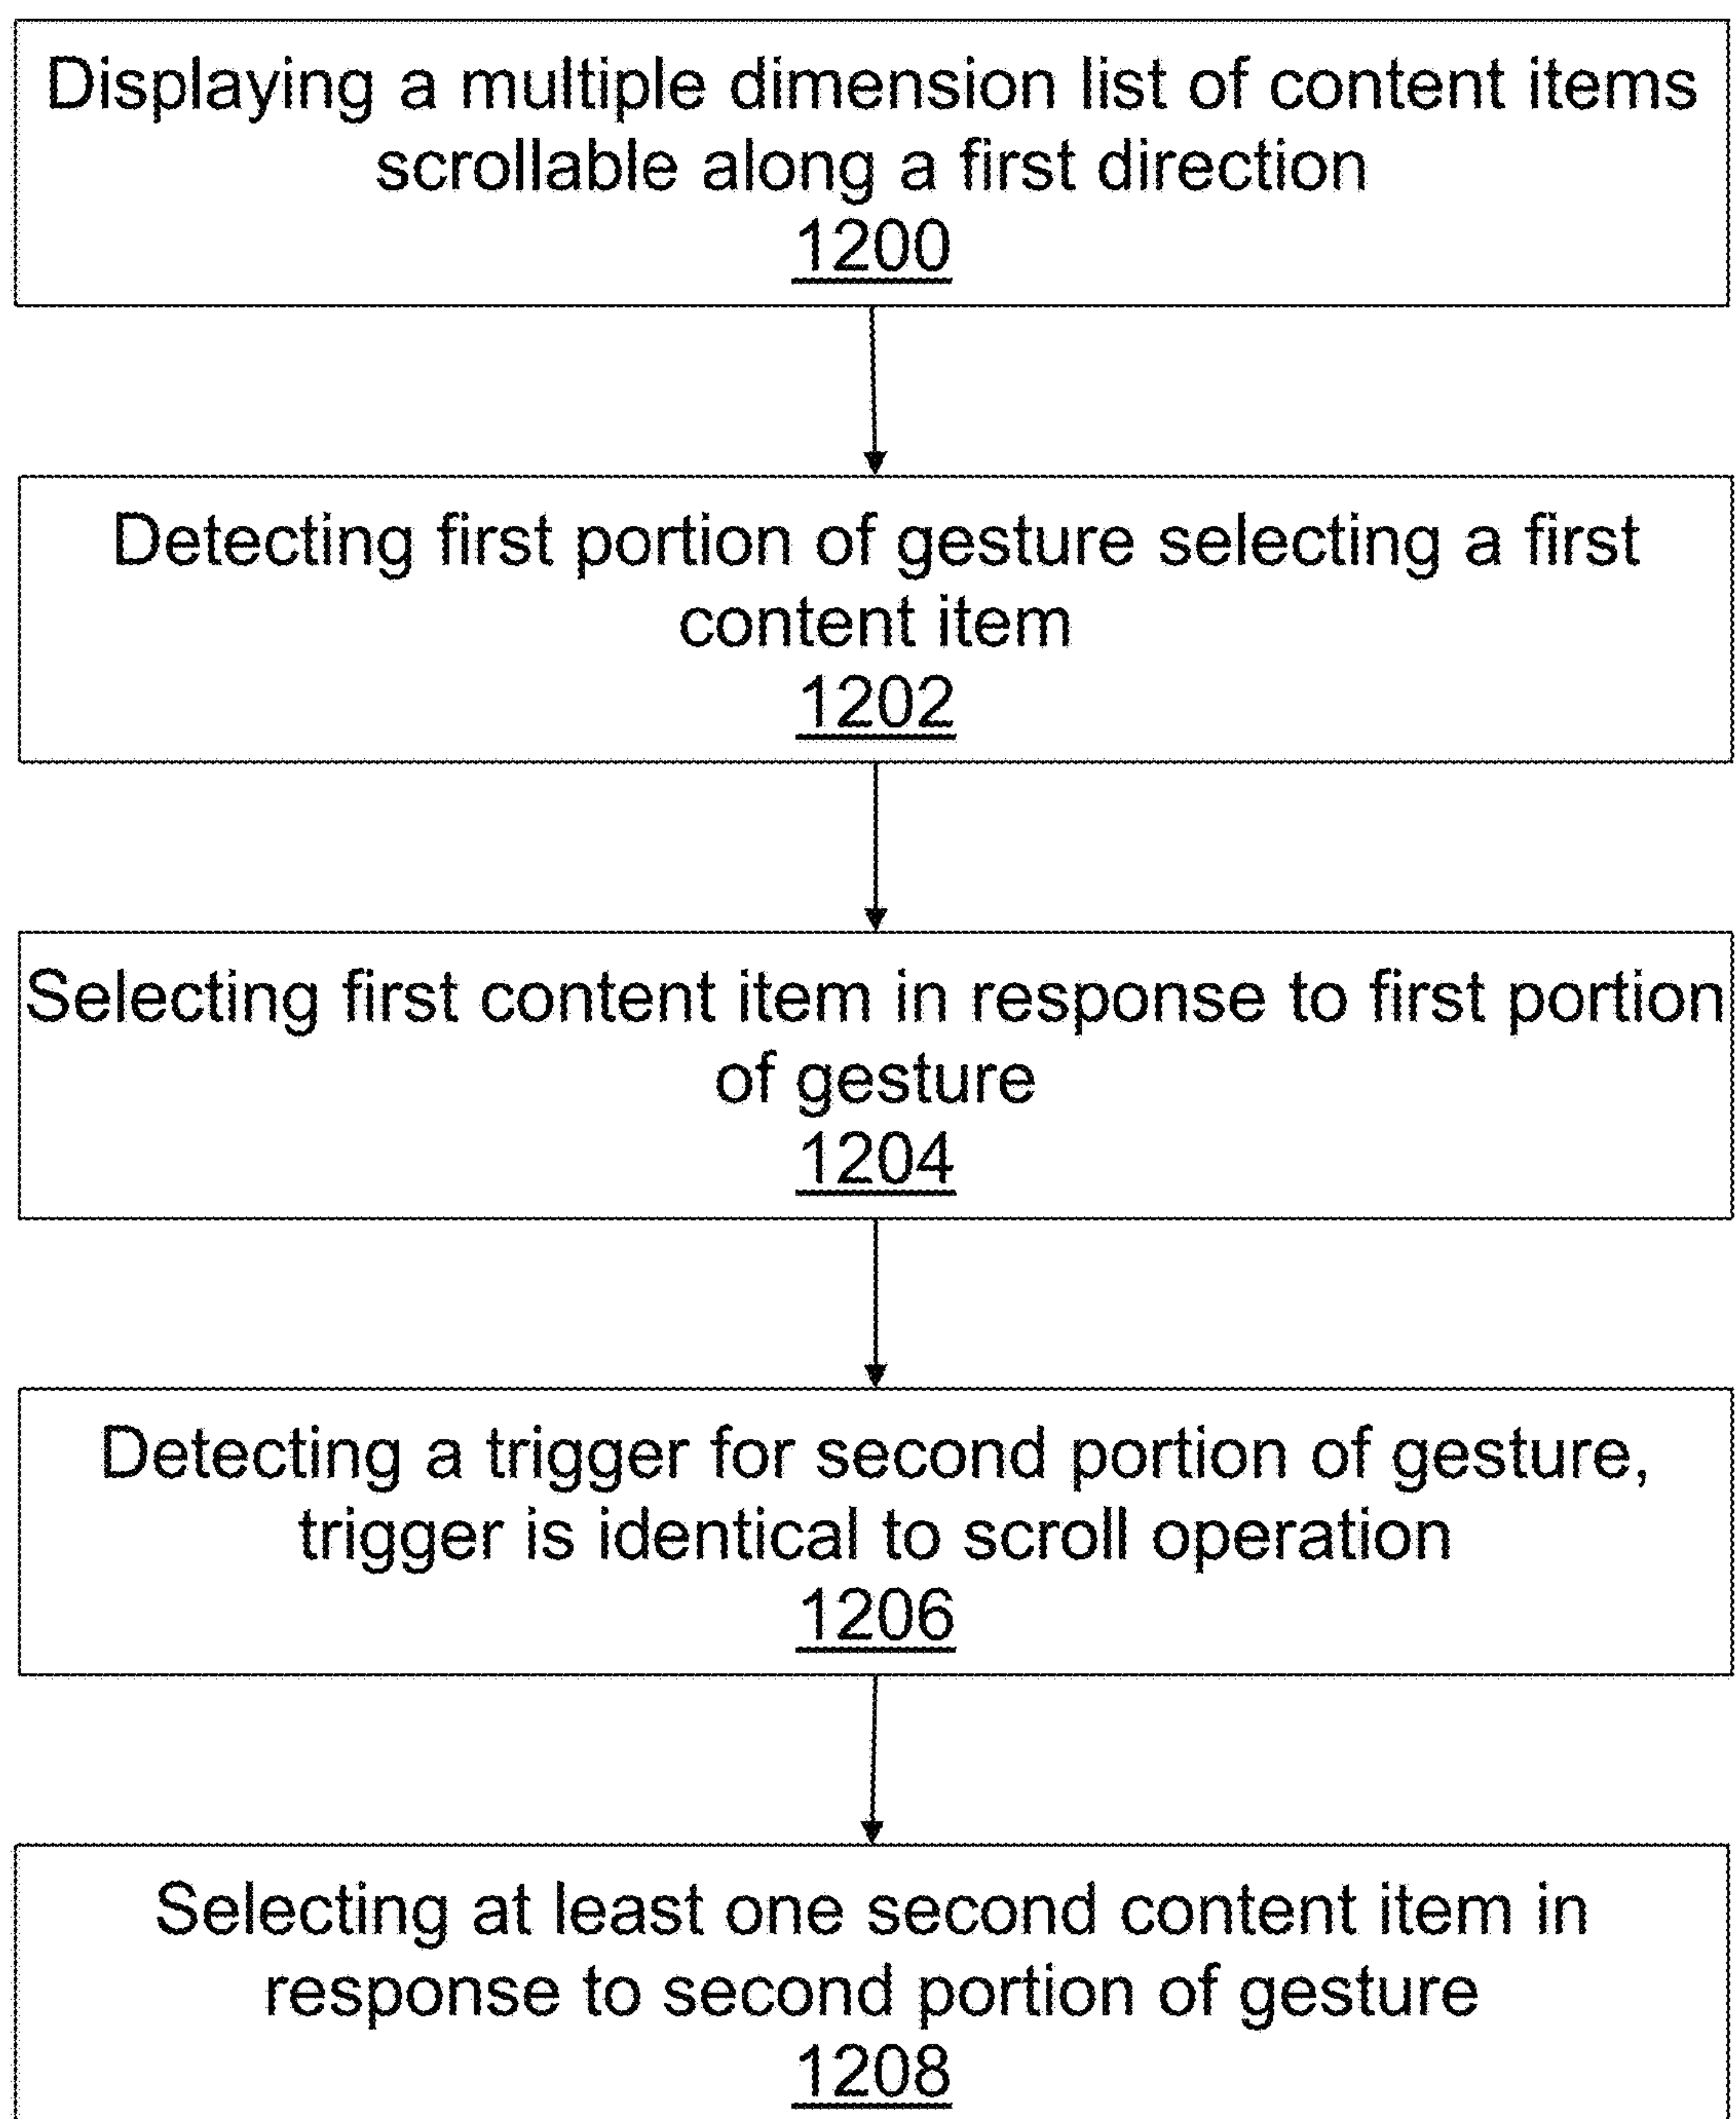 Displaying a multiple dimension list of content items
scrollable along a first direction
1200
Detecting first portion of gesture selecting a first
content item
1202
Selecting first content item in response to first portion
of gesture
1204
Detecting a trigger for second portion of gesture,
trigger is identical to scroll operation
1206
Selecting at least one second content item in
response to second portion of gesture
1208